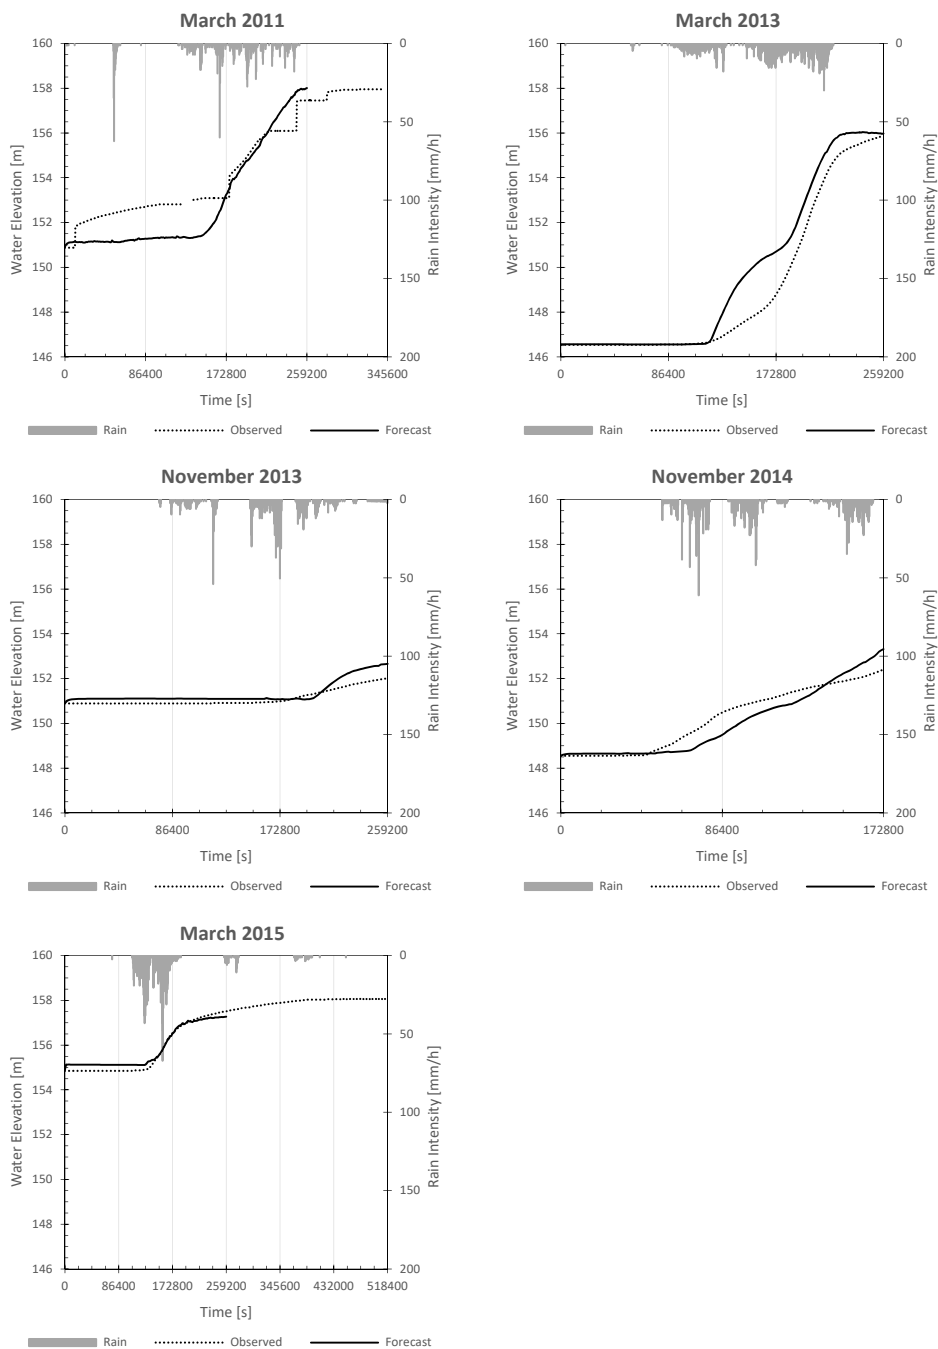 March 2011
160
158
156
154
152
150
148
146
Water Elevation [m]
0
50
100
150
200
Rain Intensity [mm/h]
0 86400 172800 259200 345600
Time [s]
Rain Observed Forecast
March 2013
160
158
156
154
152
150
148
146
Water Elevation [m]
0
50
100
150
200
Rain Intensity [mm/h]
0 86400 172800 259200
Time [s]
Rain Observed Forecast
November 2013
160
158
156
154
152
150
148
146
Water Elevation [m]
0
50
100
150
200
Rain Intensity [mm/h]
0 86400 172800 259200
Time [s]
Rain Observed Forecast
November 2014
160
158
156
154
152
150
148
146
Water Elevation [m]
0
50
100
150
200
Rain Intensity [mm/h]
0 86400 172800
Time [s]
Rain Observed Forecast
March 2015
160
158
156
154
152
150
148
146
Water Elevation [m]
0
50
100
150
200
Rain Intensity [mm/h]
0 86400 172800 259200 345600 432000 518400
Time [s]
Rain Observed Forecast